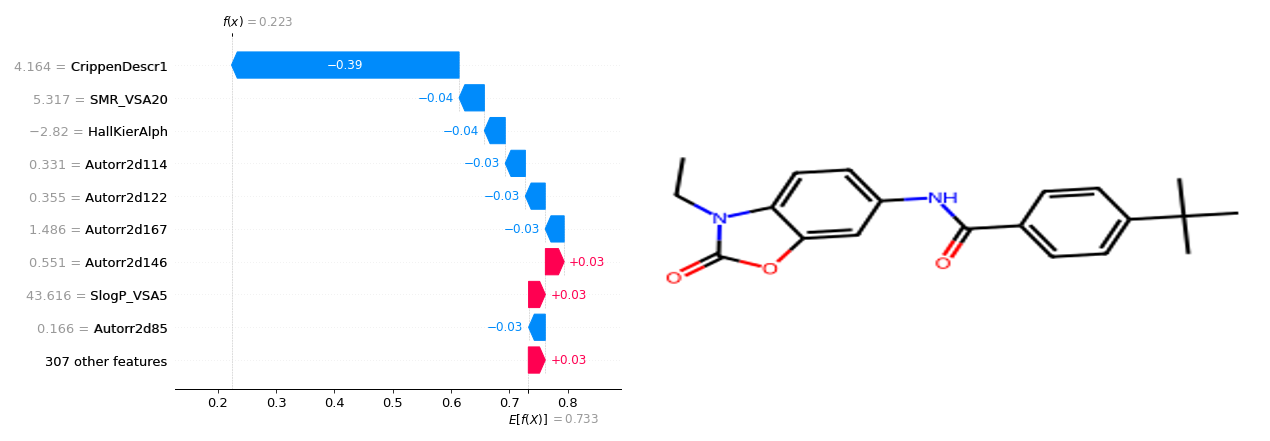 f(x) = 0.223
4.164 = CrippenDescr1
−0.39
5.317 = SMR_VSA20
−0.04
−2.82 = HallKierAlph
−0.04
0.331 = Autorr2d114
−0.03
0.355 = Autorr2d122
−0.03
1.486 = Autorr2d167
−0.03
0.551 = Autorr2d146
+0.03
43.616 = SlogP_VSA5
+0.03
0.166 = Autorr2d85
−0.03
307 other features
+0.03
0.2 0.3 0.4 0.5 0.6 0.7 0.8
E[f(X)] = 0.733
N
O
O
NH
O